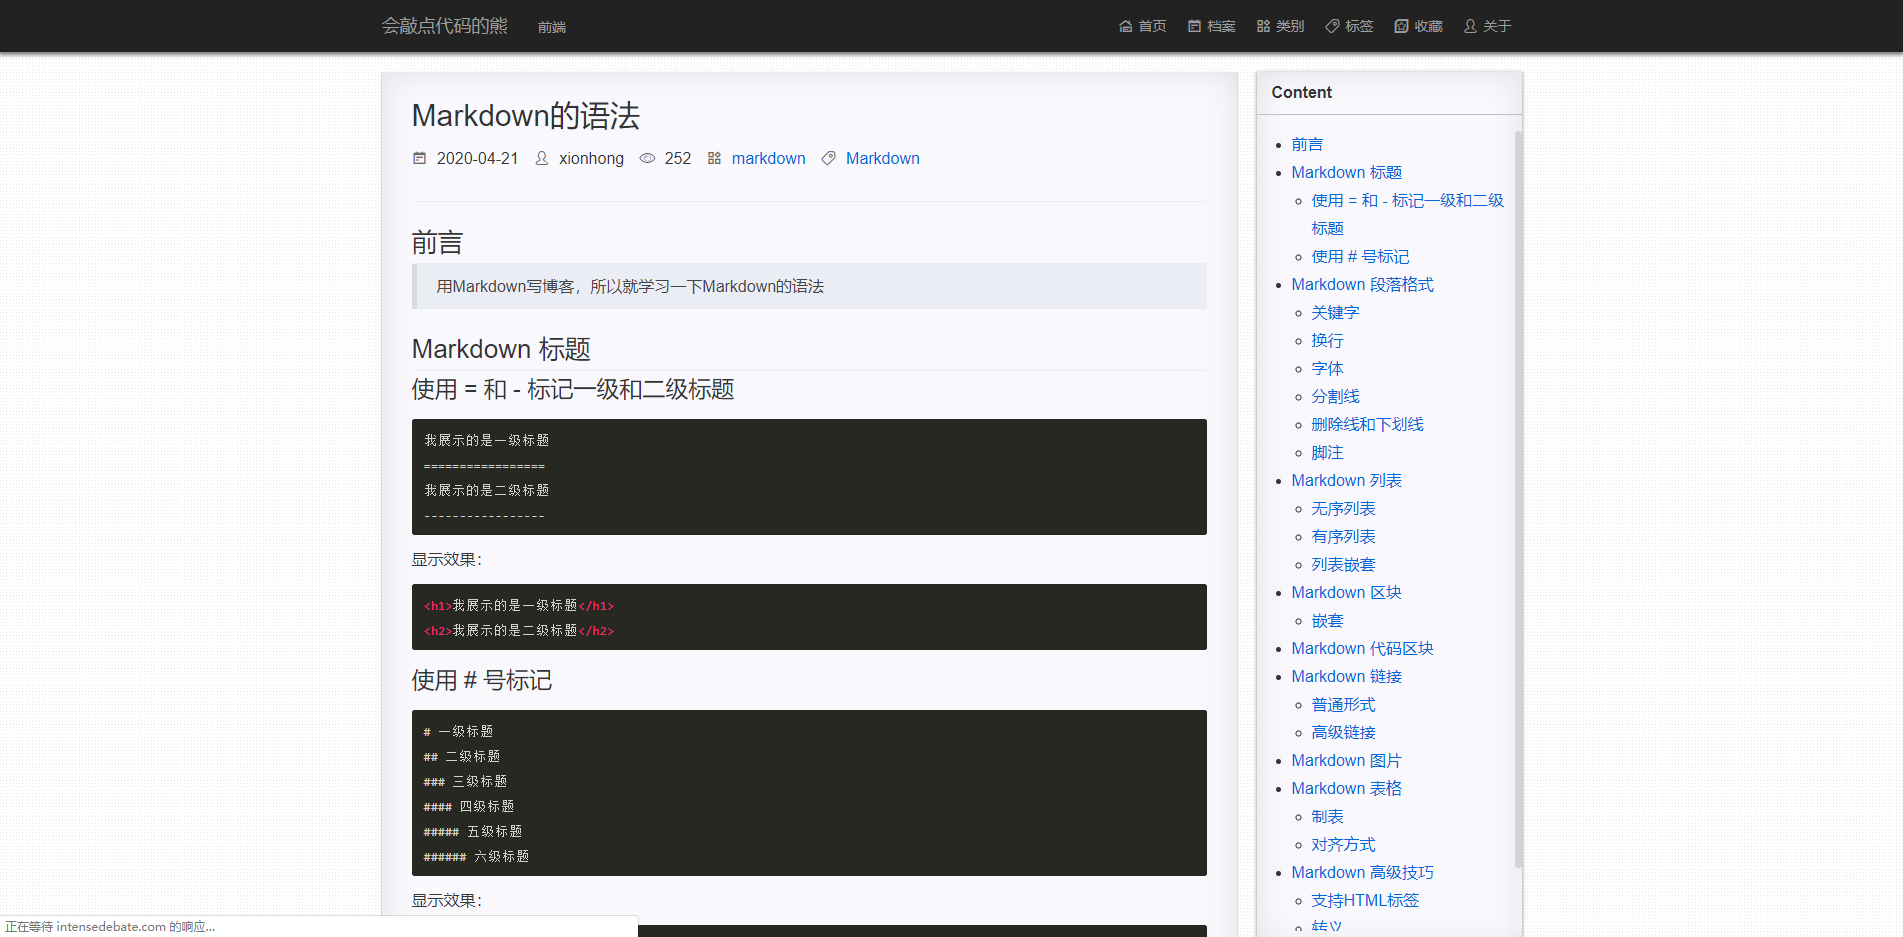 会敲点代码的熊 前端 首页 档案 类别 标签 收藏 关于
Markdown的语法
2020-04-21 xionhong 252 markdown Markdown
前言
用Markdown写博客，所以就学习一下Markdown的语法
Markdown 标题
使用 = 和 - 标记一级和二级标题
我展示的是一级标题
=================
我展示的是二级标题
-----------------
显示效果：
<h1>我展示的是一级标题</h1>
<h2>我展示的是二级标题</h2>
使用 # 号标记
# 一级标题
## 二级标题
### 三级标题
#### 四级标题
##### 五级标题
###### 六级标题
显示效果：
Content
前言
Markdown 标题
使用 = 和 - 标记一级和二级
标题
使用 # 号标记
Markdown 段落格式
关键字
换行
字体
分割线
删除线和下划线
脚注
Markdown 列表
无序列表
有序列表
列表嵌套
Markdown 区块
嵌套
Markdown 代码区块
Markdown 链接
普通形式
高级链接
Markdown 图片
Markdown 表格
制表
对齐方式
Markdown 高级技巧
支持HTML标签
转义
正在等待 intensedebate.com 的响应...